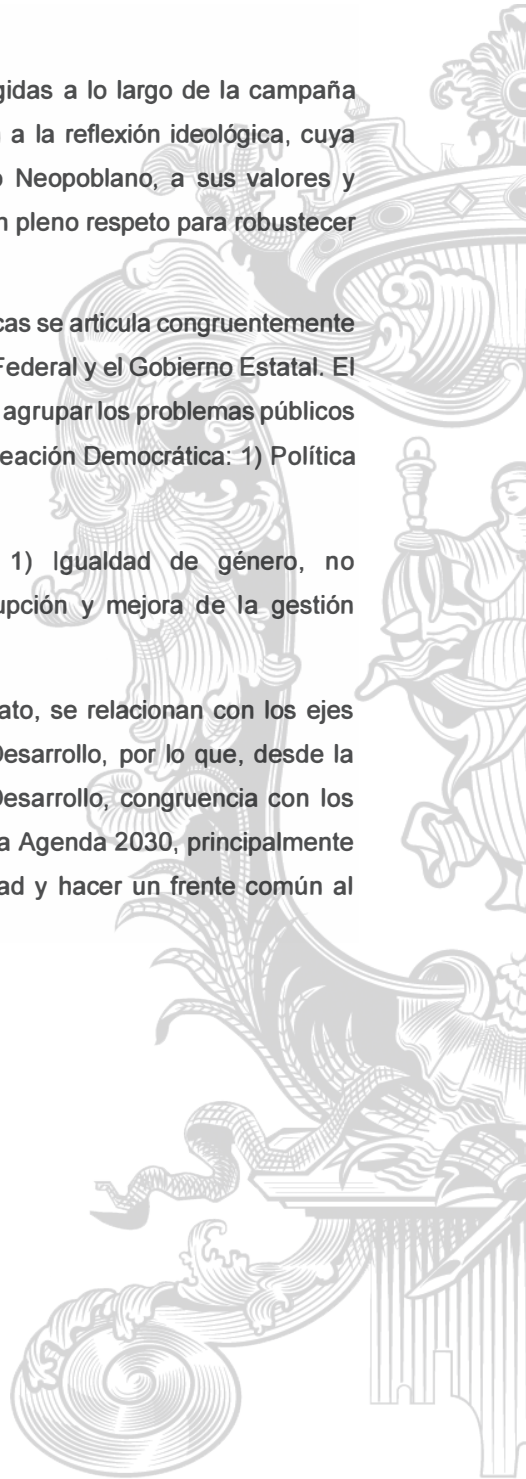 gidas a lo largo de la campaña
a la reflexión ideológica, cuya
o Neopoblano, a sus valores y
n pleno respeto para robustecer
cas se articula congruentemente
Federal y el Gobierno Estatal. El
agrupar los problemas públicos
eación Democrática: 1) Política
1) Igualdad de género, no
upción y mejora de la gestión
ato, se relacionan con los ejes
Desarrollo, por lo que, desde la
Desarrollo, congruencia con los
a Agenda 2030, principalmente
ad y hacer un frente común al